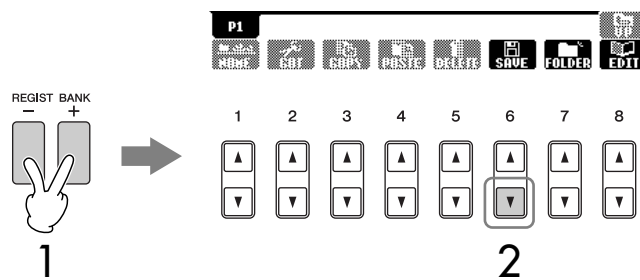 P1
UP
NAME CUT COPY PASTE DELETE SAVE FOLDER EDIT
REGIST BANK
- +
1 2 3 4 5 6 7 8
1
2